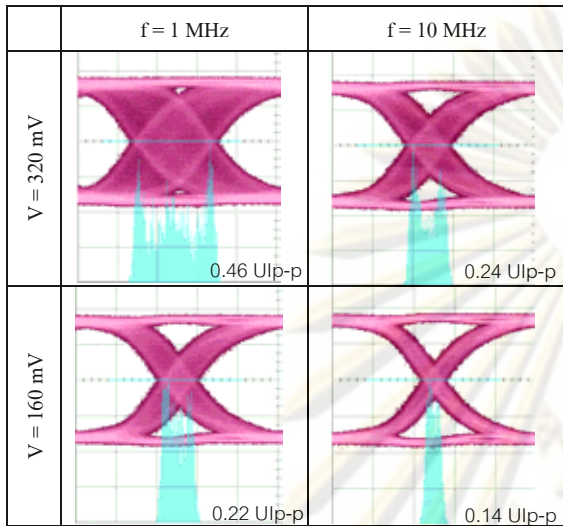 f = 1 MHz
f = 10 MHz
V = 320 mV
0.46 UIp-p
0.24 UIp-p
V = 160 mV
0.22 UIp-p
0.14 UIp-p